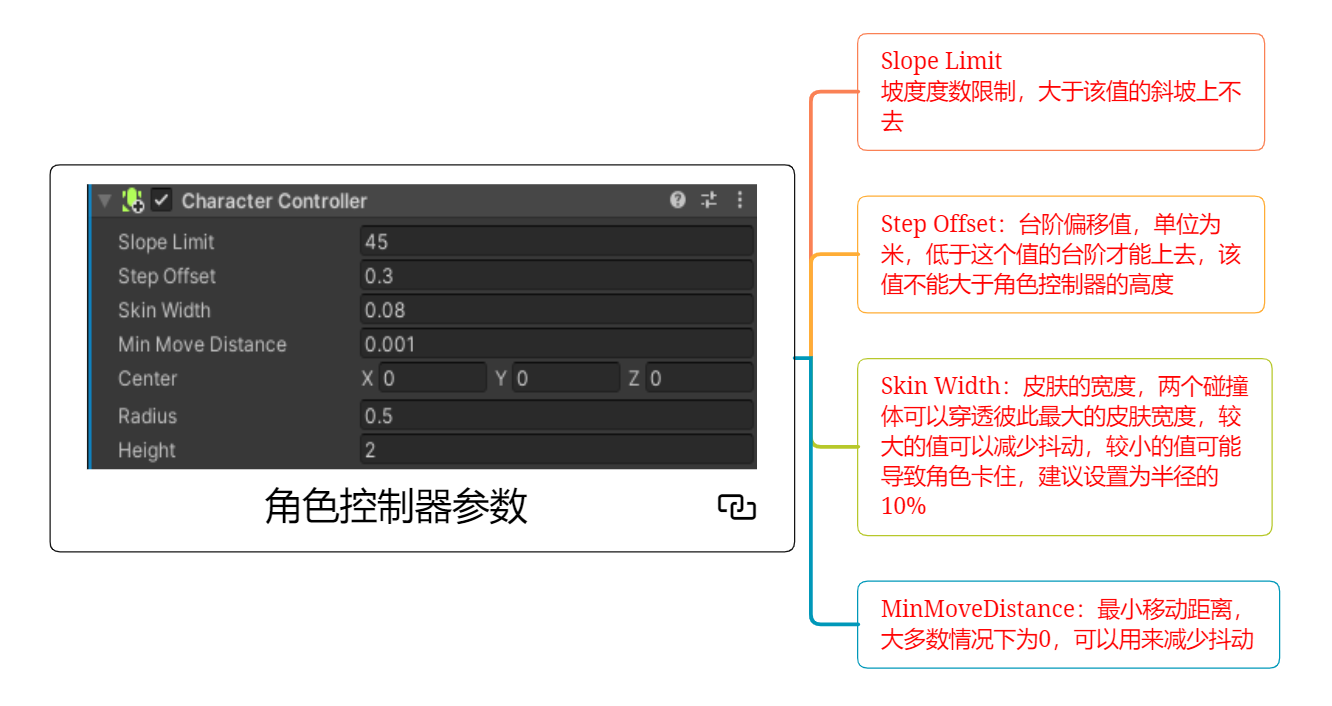 Character Controller
Slope Limit 45
Step Offset 0.3
Skin Width 0.08
Min Move Distance 0.001
Center X 0 Y 0 Z 0
Radius 0.5
Height 2
角色控制器参数
Slope Limit
坡度度数限制，大于该值的斜坡上不
去
Step Offset：台阶偏移值，单位为
米，低于这个值的台阶才能上去，该
值不能大于角色控制器的高度
Skin Width：皮肤的宽度，两个碰撞
体可以穿透彼此最大的皮肤宽度，较
大的值可以减少抖动，较小的值可能
导致角色卡住，建议设置为半径的
10%
MinMoveDistance：最小移动距离，
大多数情况下为0，可以用来减少抖动